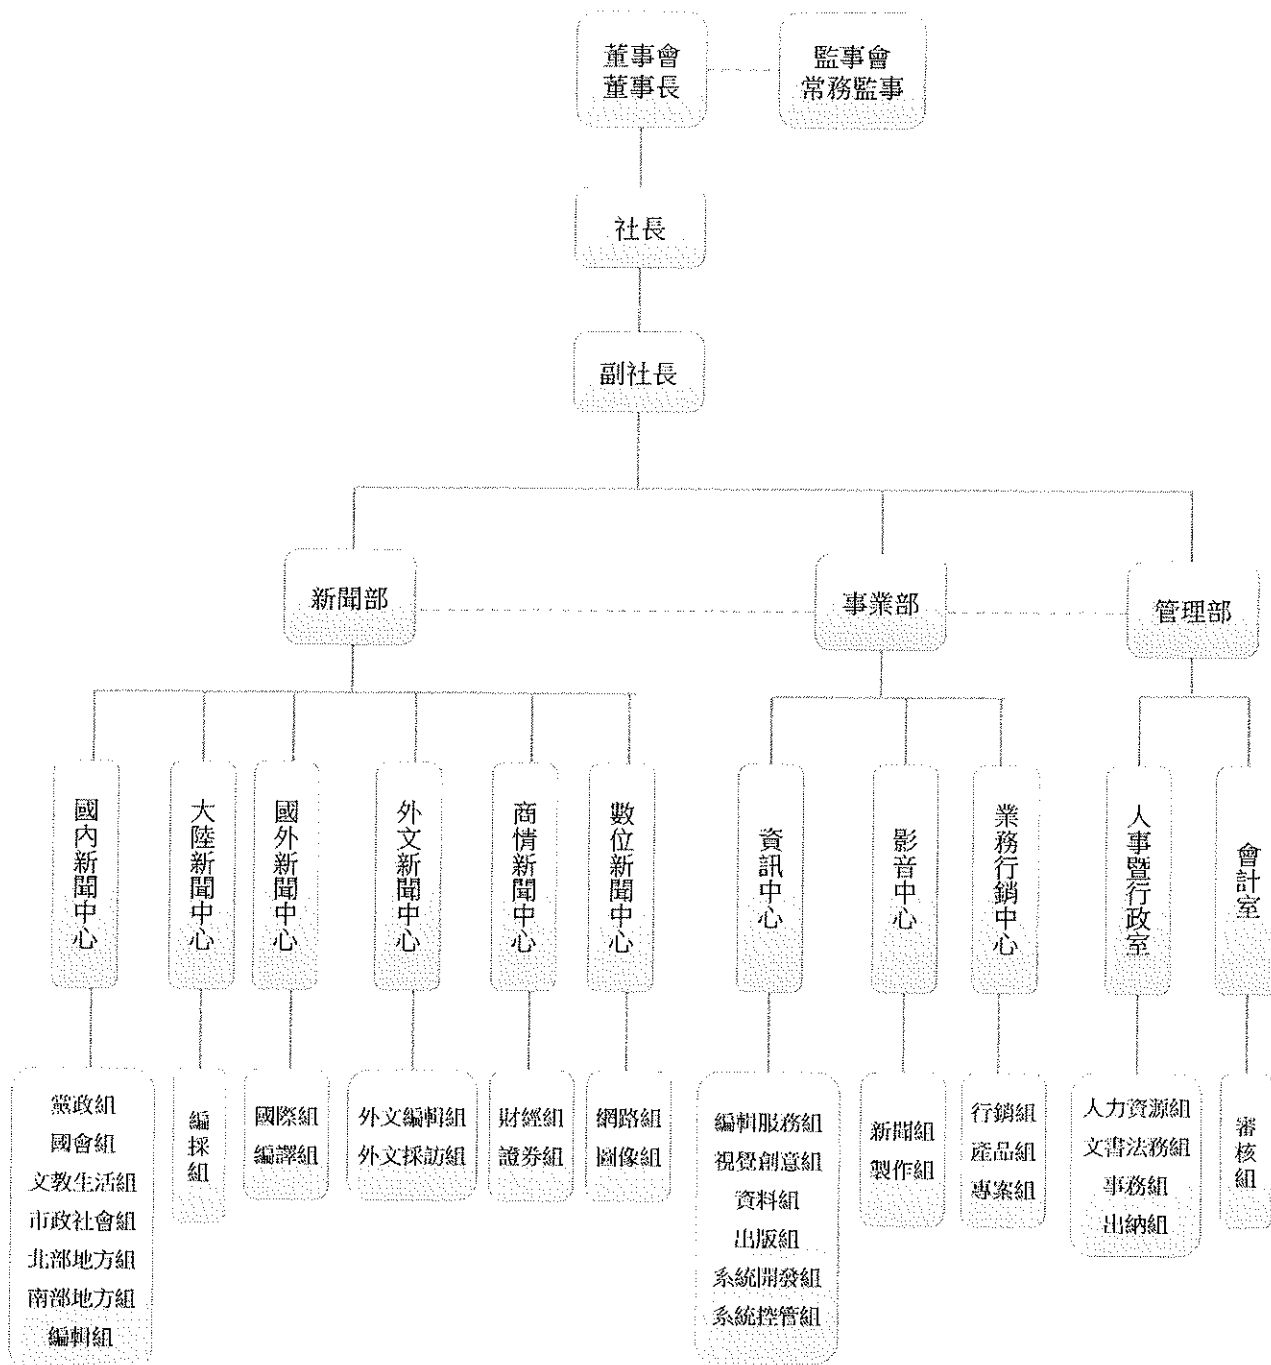 董事會
董事長
監事會
常務監事
社長
副社長
新聞部
事業部
管理部
國內新聞中心
大陸新聞中心
國外新聞中心
外文新聞中心
商情新聞中心
數位新聞中心
資訊中心
影音中心
業務行銷中心
人事暨行政室
會計室
黨政組
國會組
文教生活組
市政社會組
北部地方組
南部地方組
編輯組
編採組
國際組
編譯組
外文編輯組
外文採訪組
財經組
證券組
網路組
圖像組
編輯服務組
視覺創意組
資料組
出版組
系統開發組
系統控管組
新聞組
製作組
行銷組
產品組
專案組
人力資源組
文書法務組
事務組
出納組
審核組